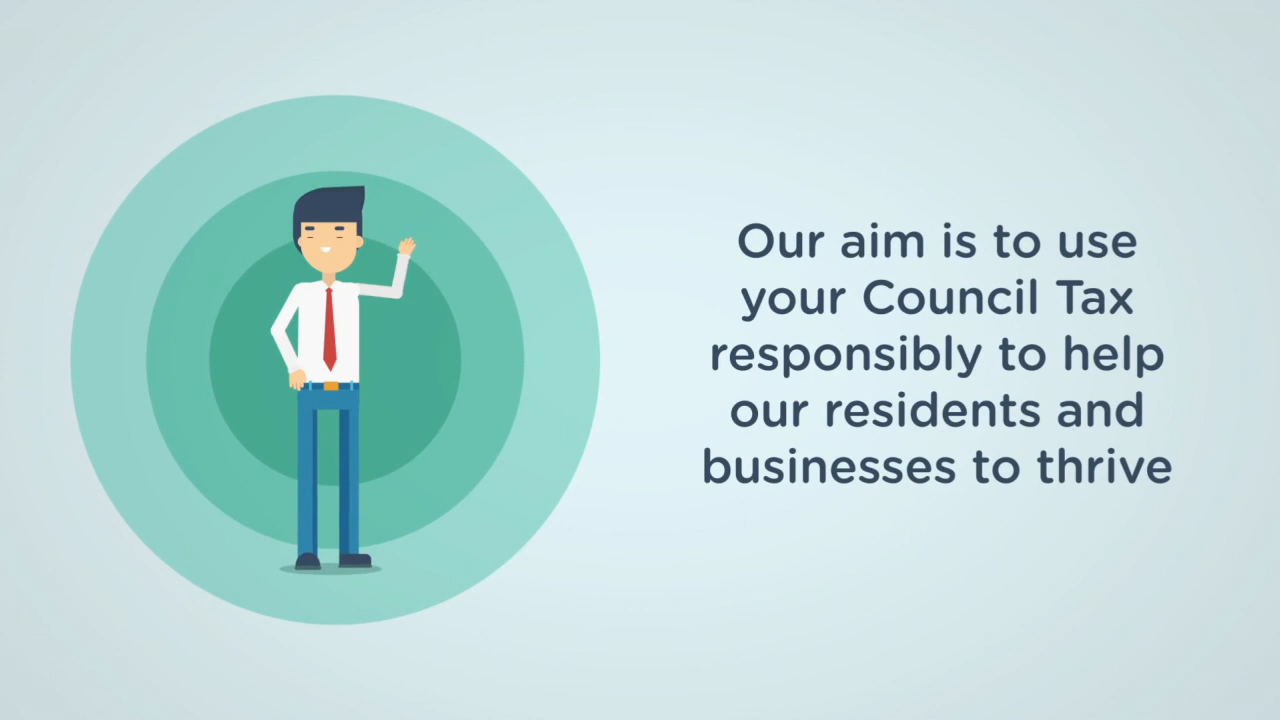 Our aim is to use
your Council Tax
responsibly to help
our residents and
businesses to thrive